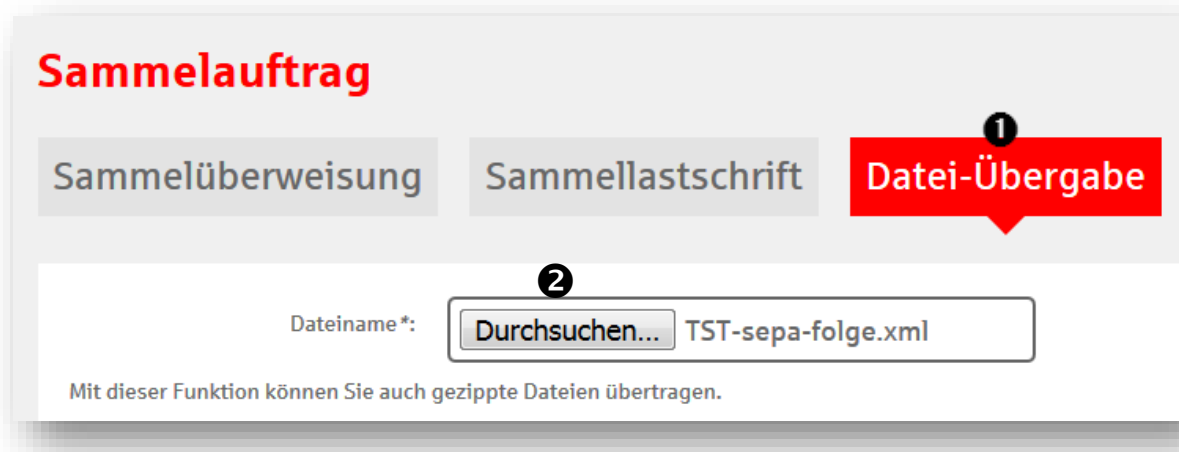 Sammelauftrag
❶
Sammelüberweisung Sammellastschrift Datei-Übergabe
❷
Dateiname*: Durchsuchen... TST-sepa-folge.xml
Mit dieser Funktion können Sie auch gezippte Dateien übertragen.